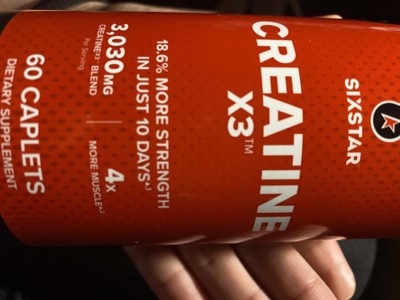 SIXSTAR
CREATINE
X3™
18.6% MORE STRENGTH
IN JUST 10 DAYS
3,030MG
CREATINE X3 BLEND
Per Serving
4X
MORE MUSCLE
60 CAPLETS
DIETARY SUPPLEMENT